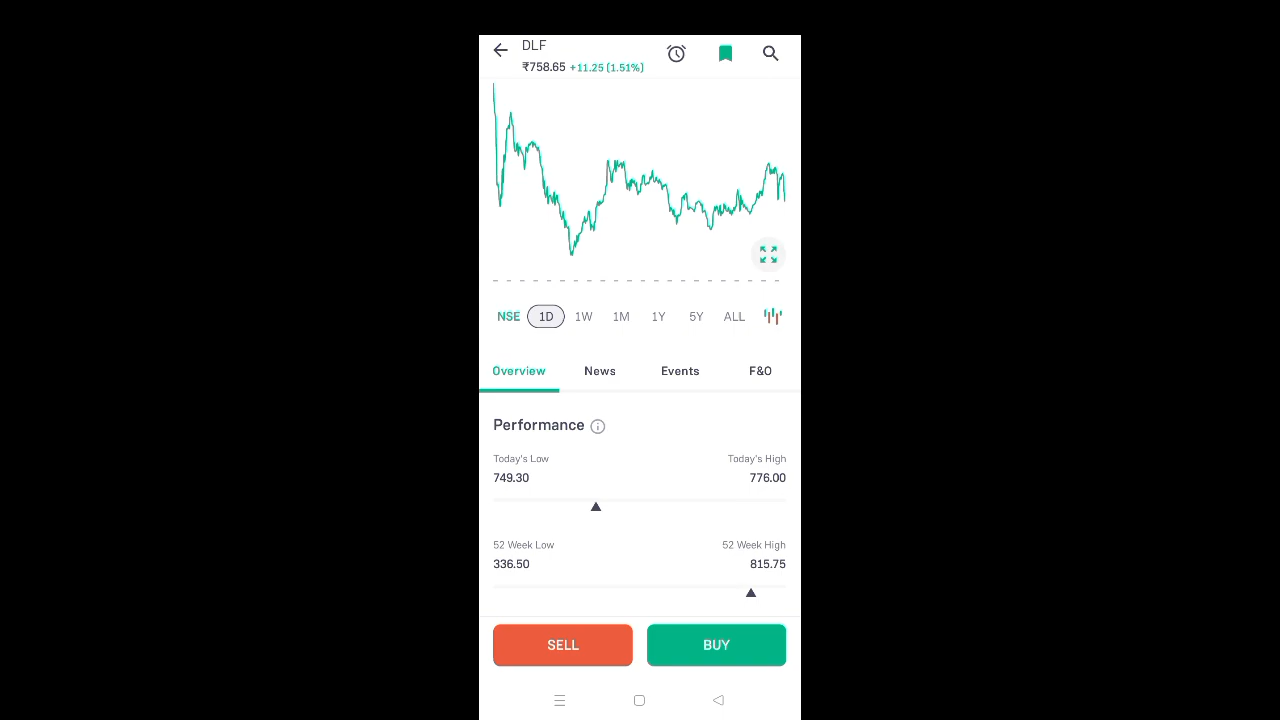 DLF
₹758.65 +11.25 (1.51%)
NSE 1D 1W 1M 1Y 5Y ALL
Overview News Events F&O
Performance
Today's Low Today's High
749.30 776.00
52 Week Low 52 Week High
336.50 815.75
SELL BUY